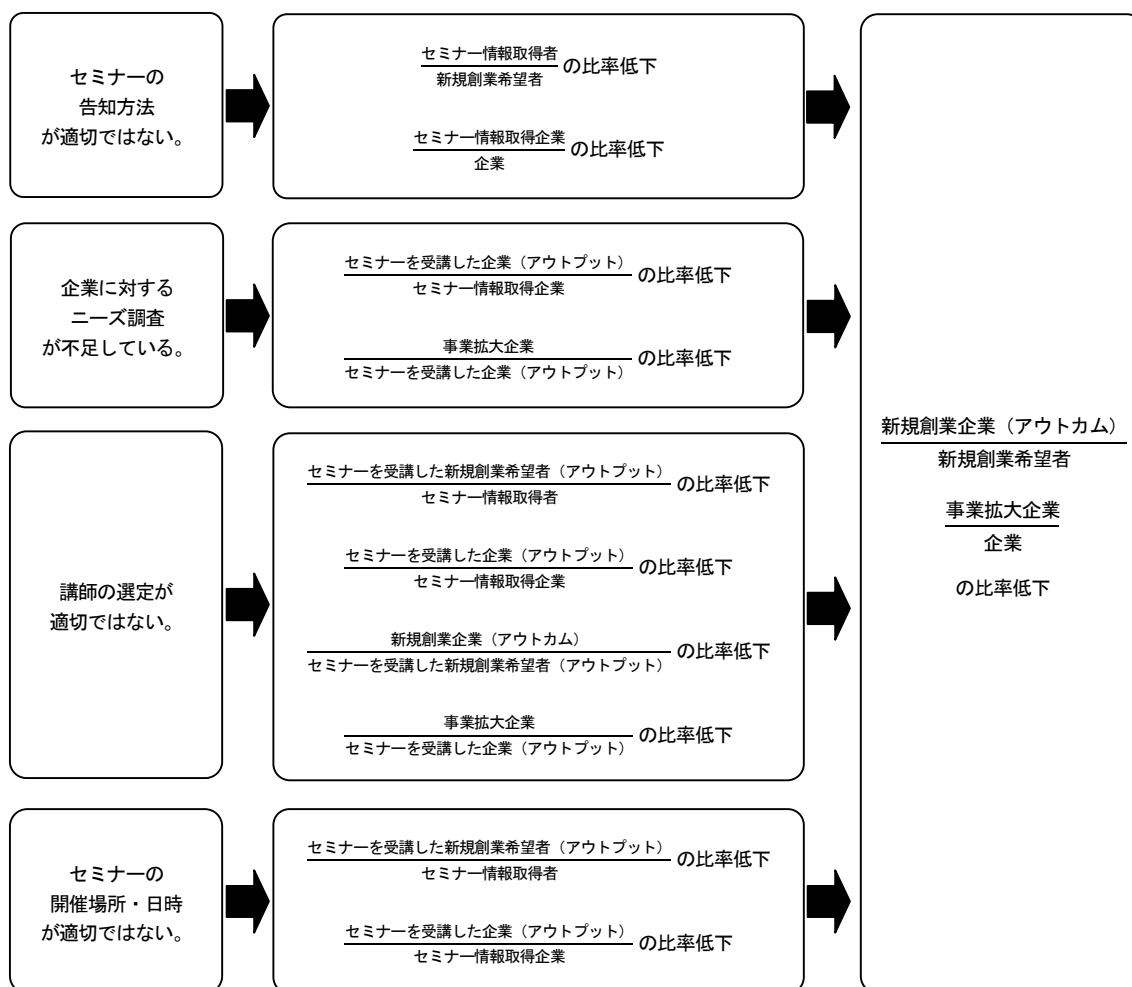 セミナーの
告知方法
が適切ではない。
セミナー情報取得者
新規創業希望者
の比率低下
セミナー情報取得企業
企業
の比率低下
企業に対する
ニーズ調査
が不足している。
セミナーを受講した企業（アウトプット）
セミナー情報取得企業
の比率低下
事業拡大企業
セミナーを受講した企業（アウトプット）
の比率低下
講師の選定が
適切ではない。
セミナーを受講した新規創業希望者（アウトプット）
セミナー情報取得者
の比率低下
セミナーを受講した企業（アウトプット）
セミナー情報取得企業
の比率低下
新規創業企業（アウトカム）
セミナーを受講した新規創業希望者（アウトプット）
の比率低下
事業拡大企業
セミナーを受講した企業（アウトプット）
の比率低下
セミナーの
開催場所・日時
が適切ではない。
セミナーを受講した新規創業希望者（アウトプット）
セミナー情報取得者
の比率低下
セミナーを受講した企業（アウトプット）
セミナー情報取得企業
の比率低下
新規創業企業（アウトカム）
新規創業希望者
事業拡大企業
企業
の比率低下